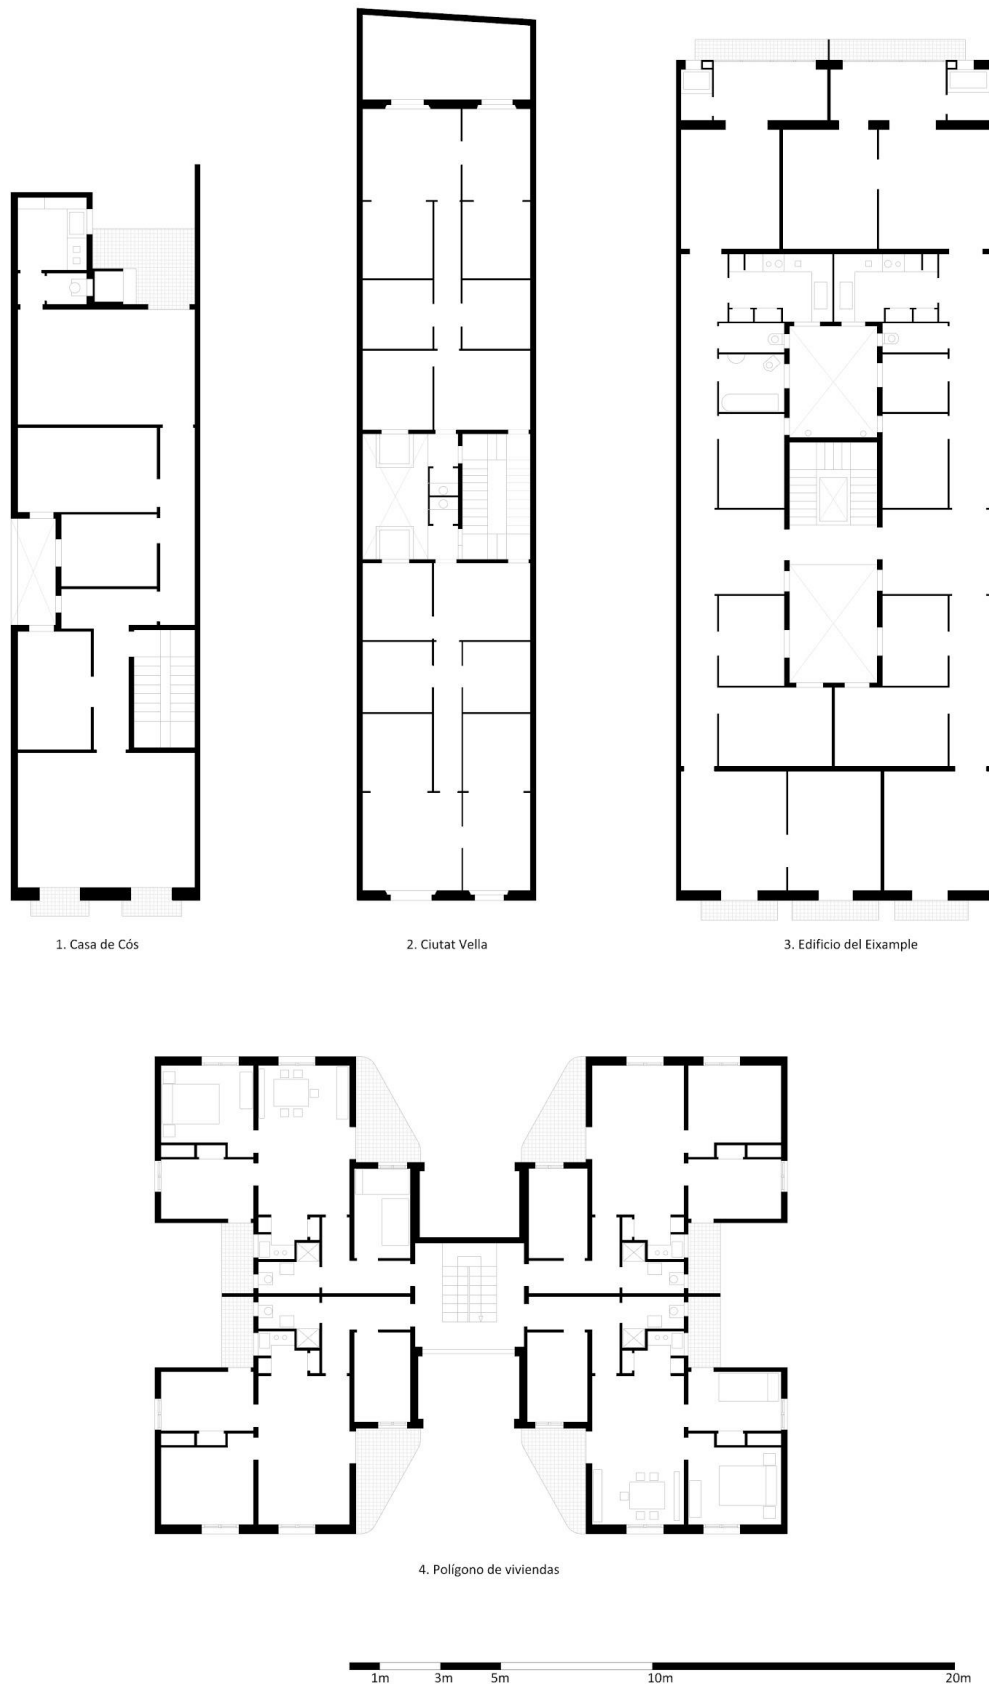 1. Casa de Cós
2. Ciutat Vella
3. Edificio del Eixample
4. Polígono de viviendas
1m 3m 5m 10m 20m